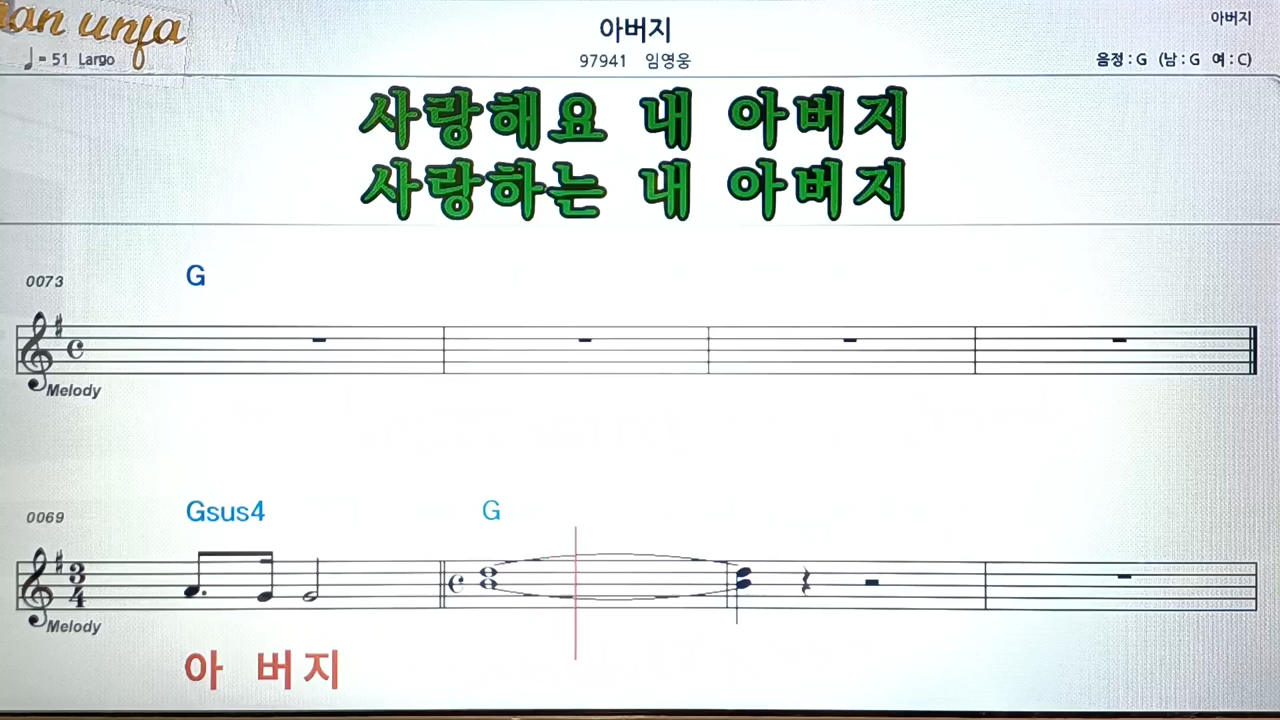 아버지
아버지
♩= 51 Largo
97941 임영웅
음정 : G (남 : G 여 : C)
사랑해요 내 아버지
사랑하는 내 아버지
0073
G
Melody
0069
Gsus4 G
3
4
Melody
아 버지